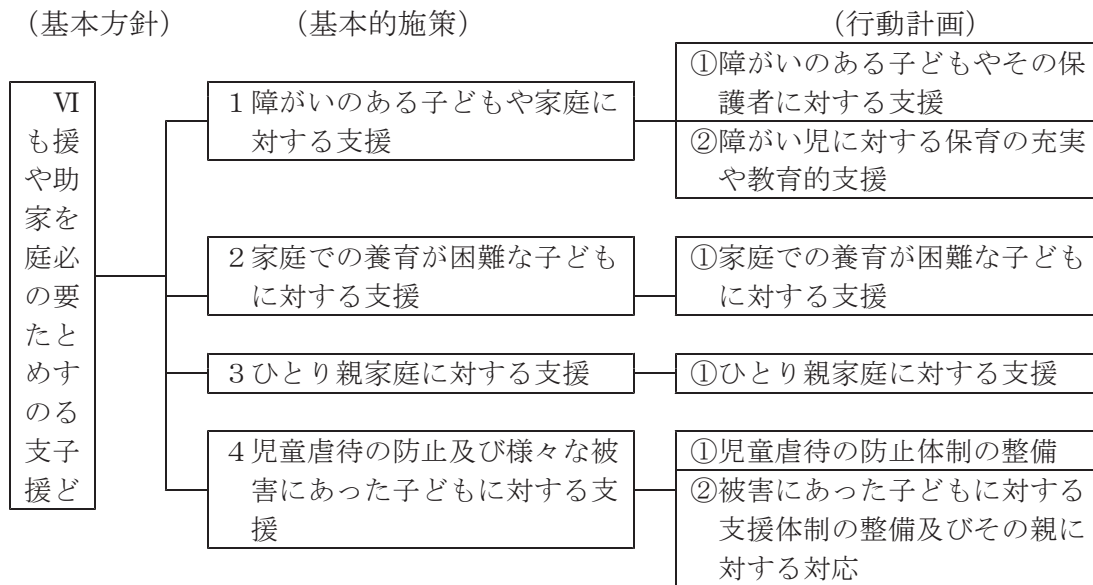 (基本方針)
(基本的施策)
(行動計画)
Ⅵ援助を必要とする子ど
もや家庭のための支援
1障がいのある子どもや家庭に
対する支援
①障がいのある子どもやその保
護者に対する支援
②障がい児に対する保育の充実
や教育的支援
2家庭での養育が困難な子ども
に対する支援
①家庭での養育が困難な子ども
に対する支援
3ひとり親家庭に対する支援
①ひとり親家庭に対する支援
4児童虐待の防止及び様々な被
害にあった子どもに対する支
援
①児童虐待の防止体制の整備
②被害にあった子どもに対する
支援体制の整備及びその親に
対する対応